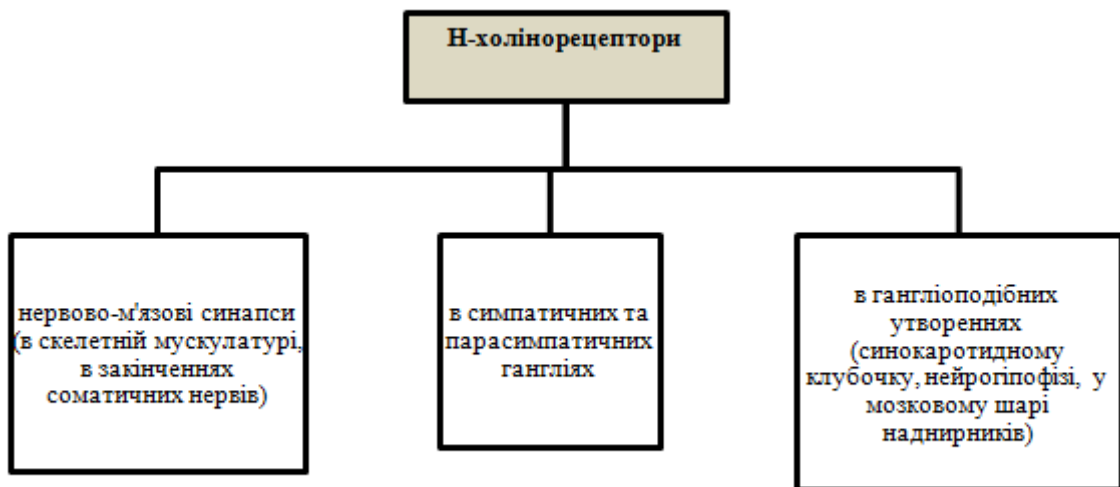 Н-холінорецептори
нервово-м'язові синапси
(в скелетній мускулатурі,
в закінченнях
соматичних нервів)
в симпатичних та
парасимпатичних
гангліях
в гангліоподібних
утвореннях
(синокаротидному
клубочку, нейрогіпофізі, у
мозковому шарі
наднирників)